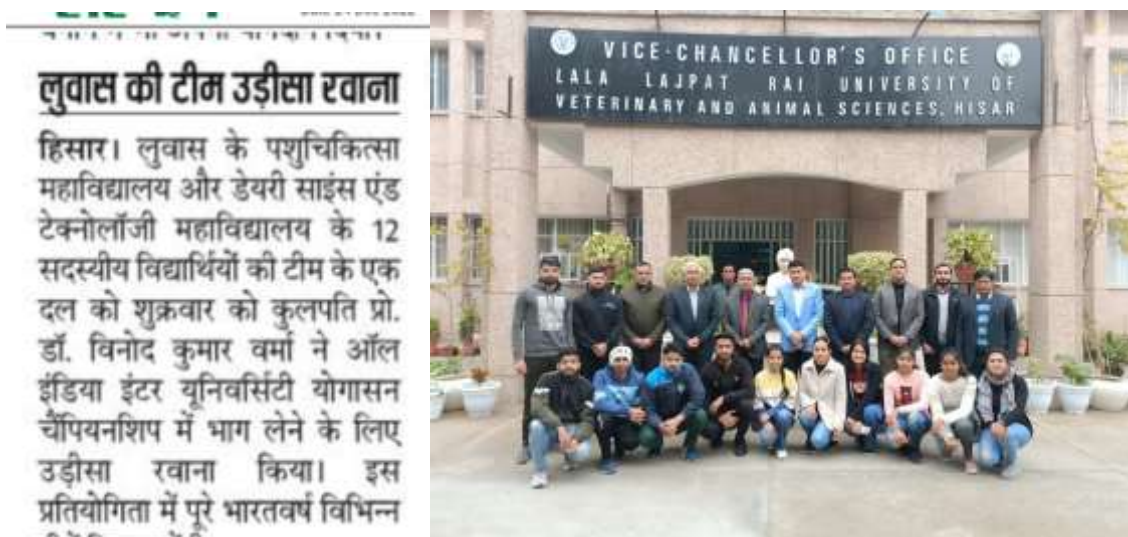 लुवास की टीम उड़ीसा रवाना
हिसार। लुवास के पशुचिकित्सा
महाविद्यालय और डेयरी साइंस एंड
टेक्नोलॉजी महाविद्यालय के 12
सदस्यीय विद्यार्थियों की टीम के एक
दल को शुक्रवार को कुलपति प्रो.
डॉ. विनोद कुमार वर्मा ने ऑल
इंडिया इंटर यूनिवर्सिटी योगासन
चैंपियनशिप में भाग लेने के लिए
उड़ीसा रवाना किया। इस
प्रतियोगिता में पूरे भारतवर्ष विभिन्न
VICE-CHANCELLOR'S OFFICE
LALA LAJPAT RAI UNIVERSITY OF
VETERINARY AND ANIMAL SCIENCES, HISAR